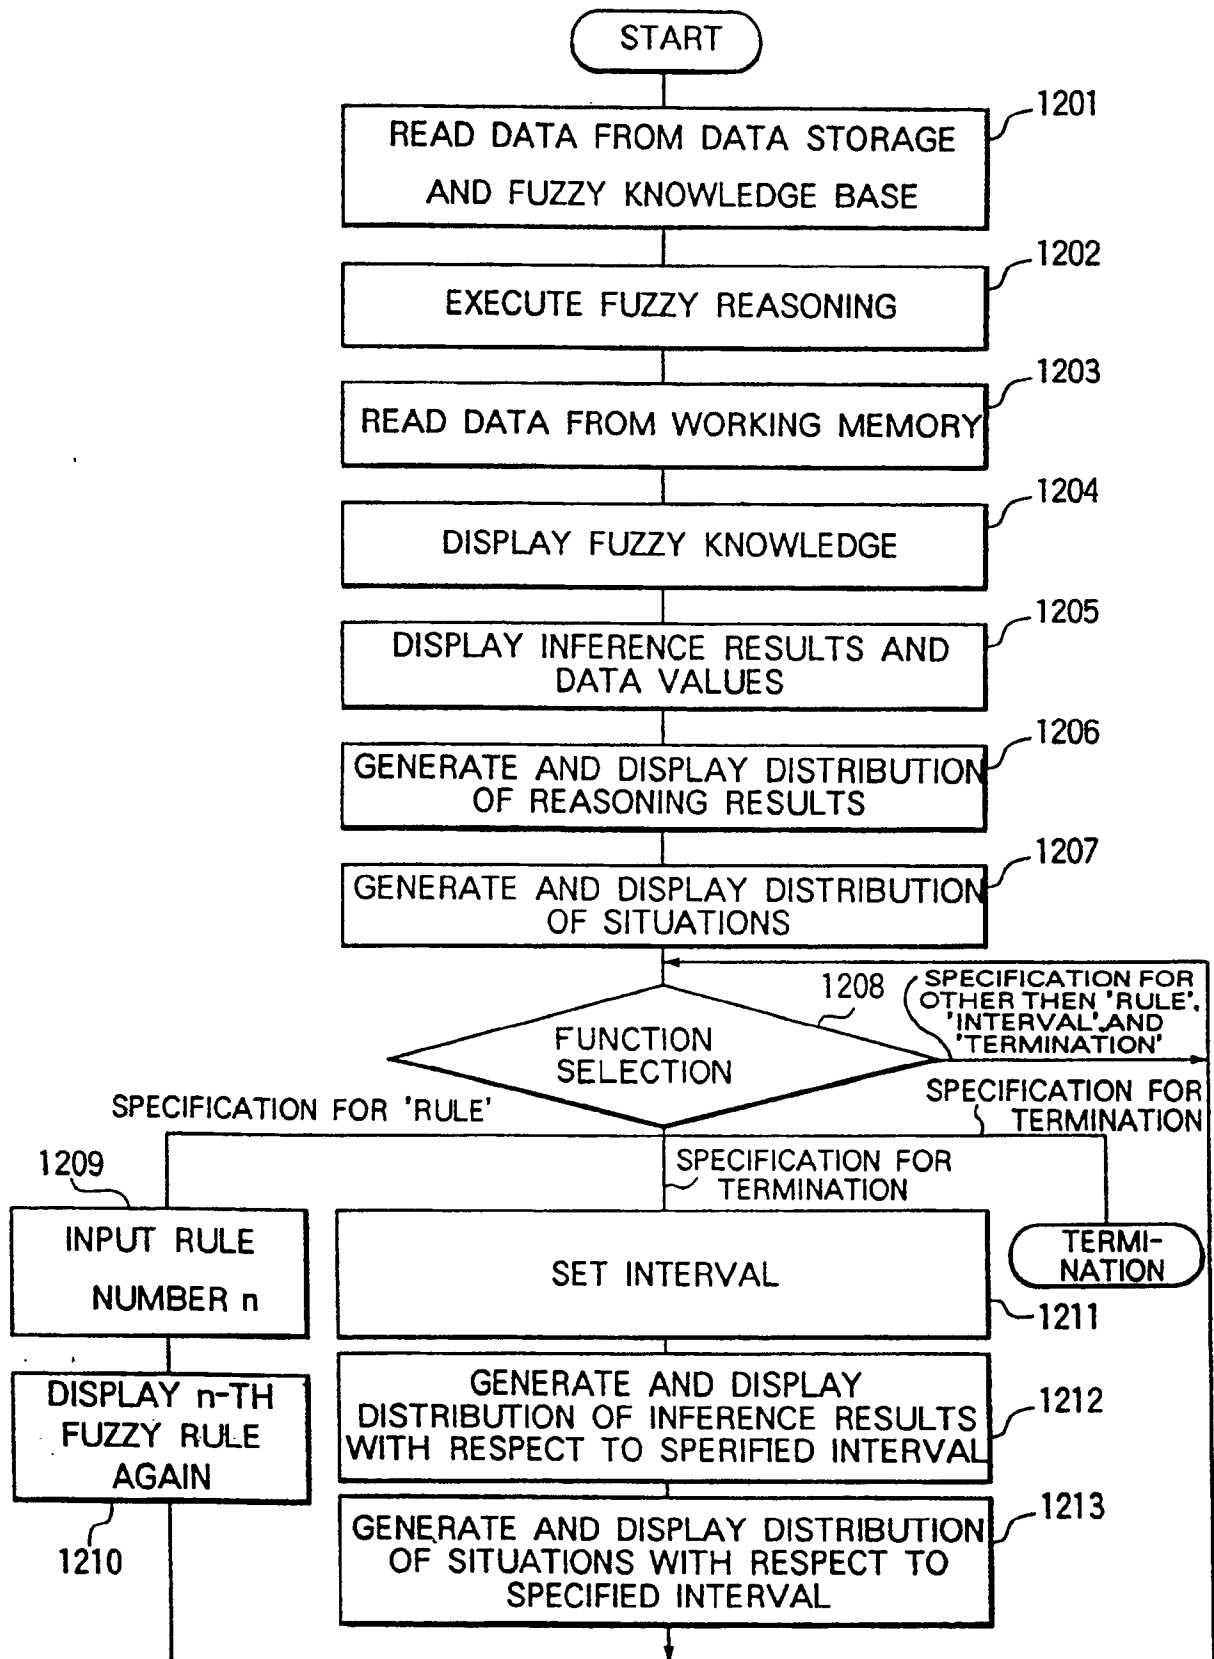 START
1201
READ DATA FROM DATA STORAGE
AND FUZZY KNOWLEDGE BASE
1202
EXECUTE FUZZY REASONING
1203
READ DATA FROM WORKING MEMORY
1204
DISPLAY FUZZY KNOWLEDGE
1205
DISPLAY INFERENCE RESULTS AND
DATA VALUES
1206
GENERATE AND DISPLAY DISTRIBUTION
OF REASONING RESULTS
1207
GENERATE AND DISPLAY DISTRIBUTION
OF SITUATIONS
1208
SPECIFICATION FOR
OTHER THEN 'RULE',
'INTERVAL', AND
'TERMINATION'
FUNCTION
SELECTION
SPECIFICATION FOR 'RULE'
SPECIFICATION FOR
TERMINATION
SPECIFICATION FOR
TERMINATION
1209
INPUT RULE
NUMBER n
SET INTERVAL
1211
TERMI-
NATION
DISPLAY n-TH
FUZZY RULE
AGAIN
1210
GENERATE AND DISPLAY
DISTRIBUTION OF INFERENCE RESULTS
WITH RESPECT TO SPERIFIED INTERVAL
1212
GENERATE AND DISPLAY DISTRIBUTION
OF SITUATIONS WITH RESPECT TO
SPECIFIED INTERVAL
1213